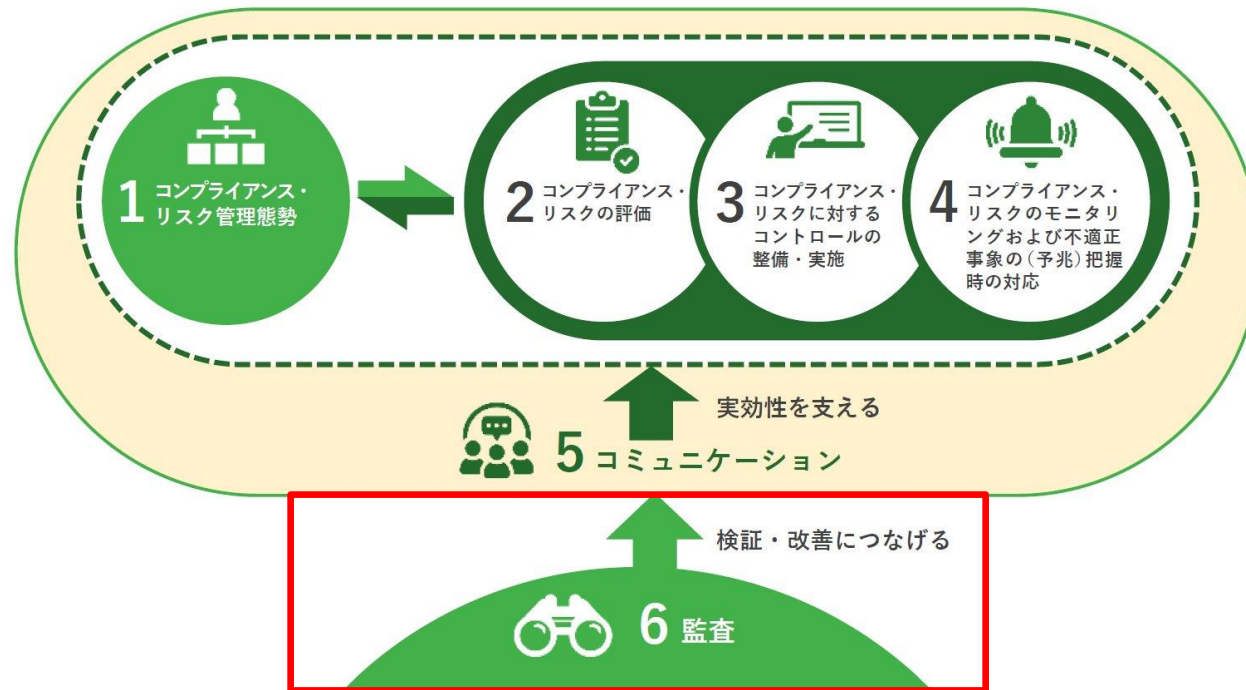 1 コンプライアンス・
リスク管理態勢
2 コンプライアンス・
リスクの評価
3 コンプライアンス・
リスクに対する
コントロールの
整備・実施
4 コンプライアンス・
リスクのモニタリ
ングおよび不適正
事象の(予兆)把握
時の対応
実効性を支える
5 コミュニケーション
検証・改善につなげる
6 監査